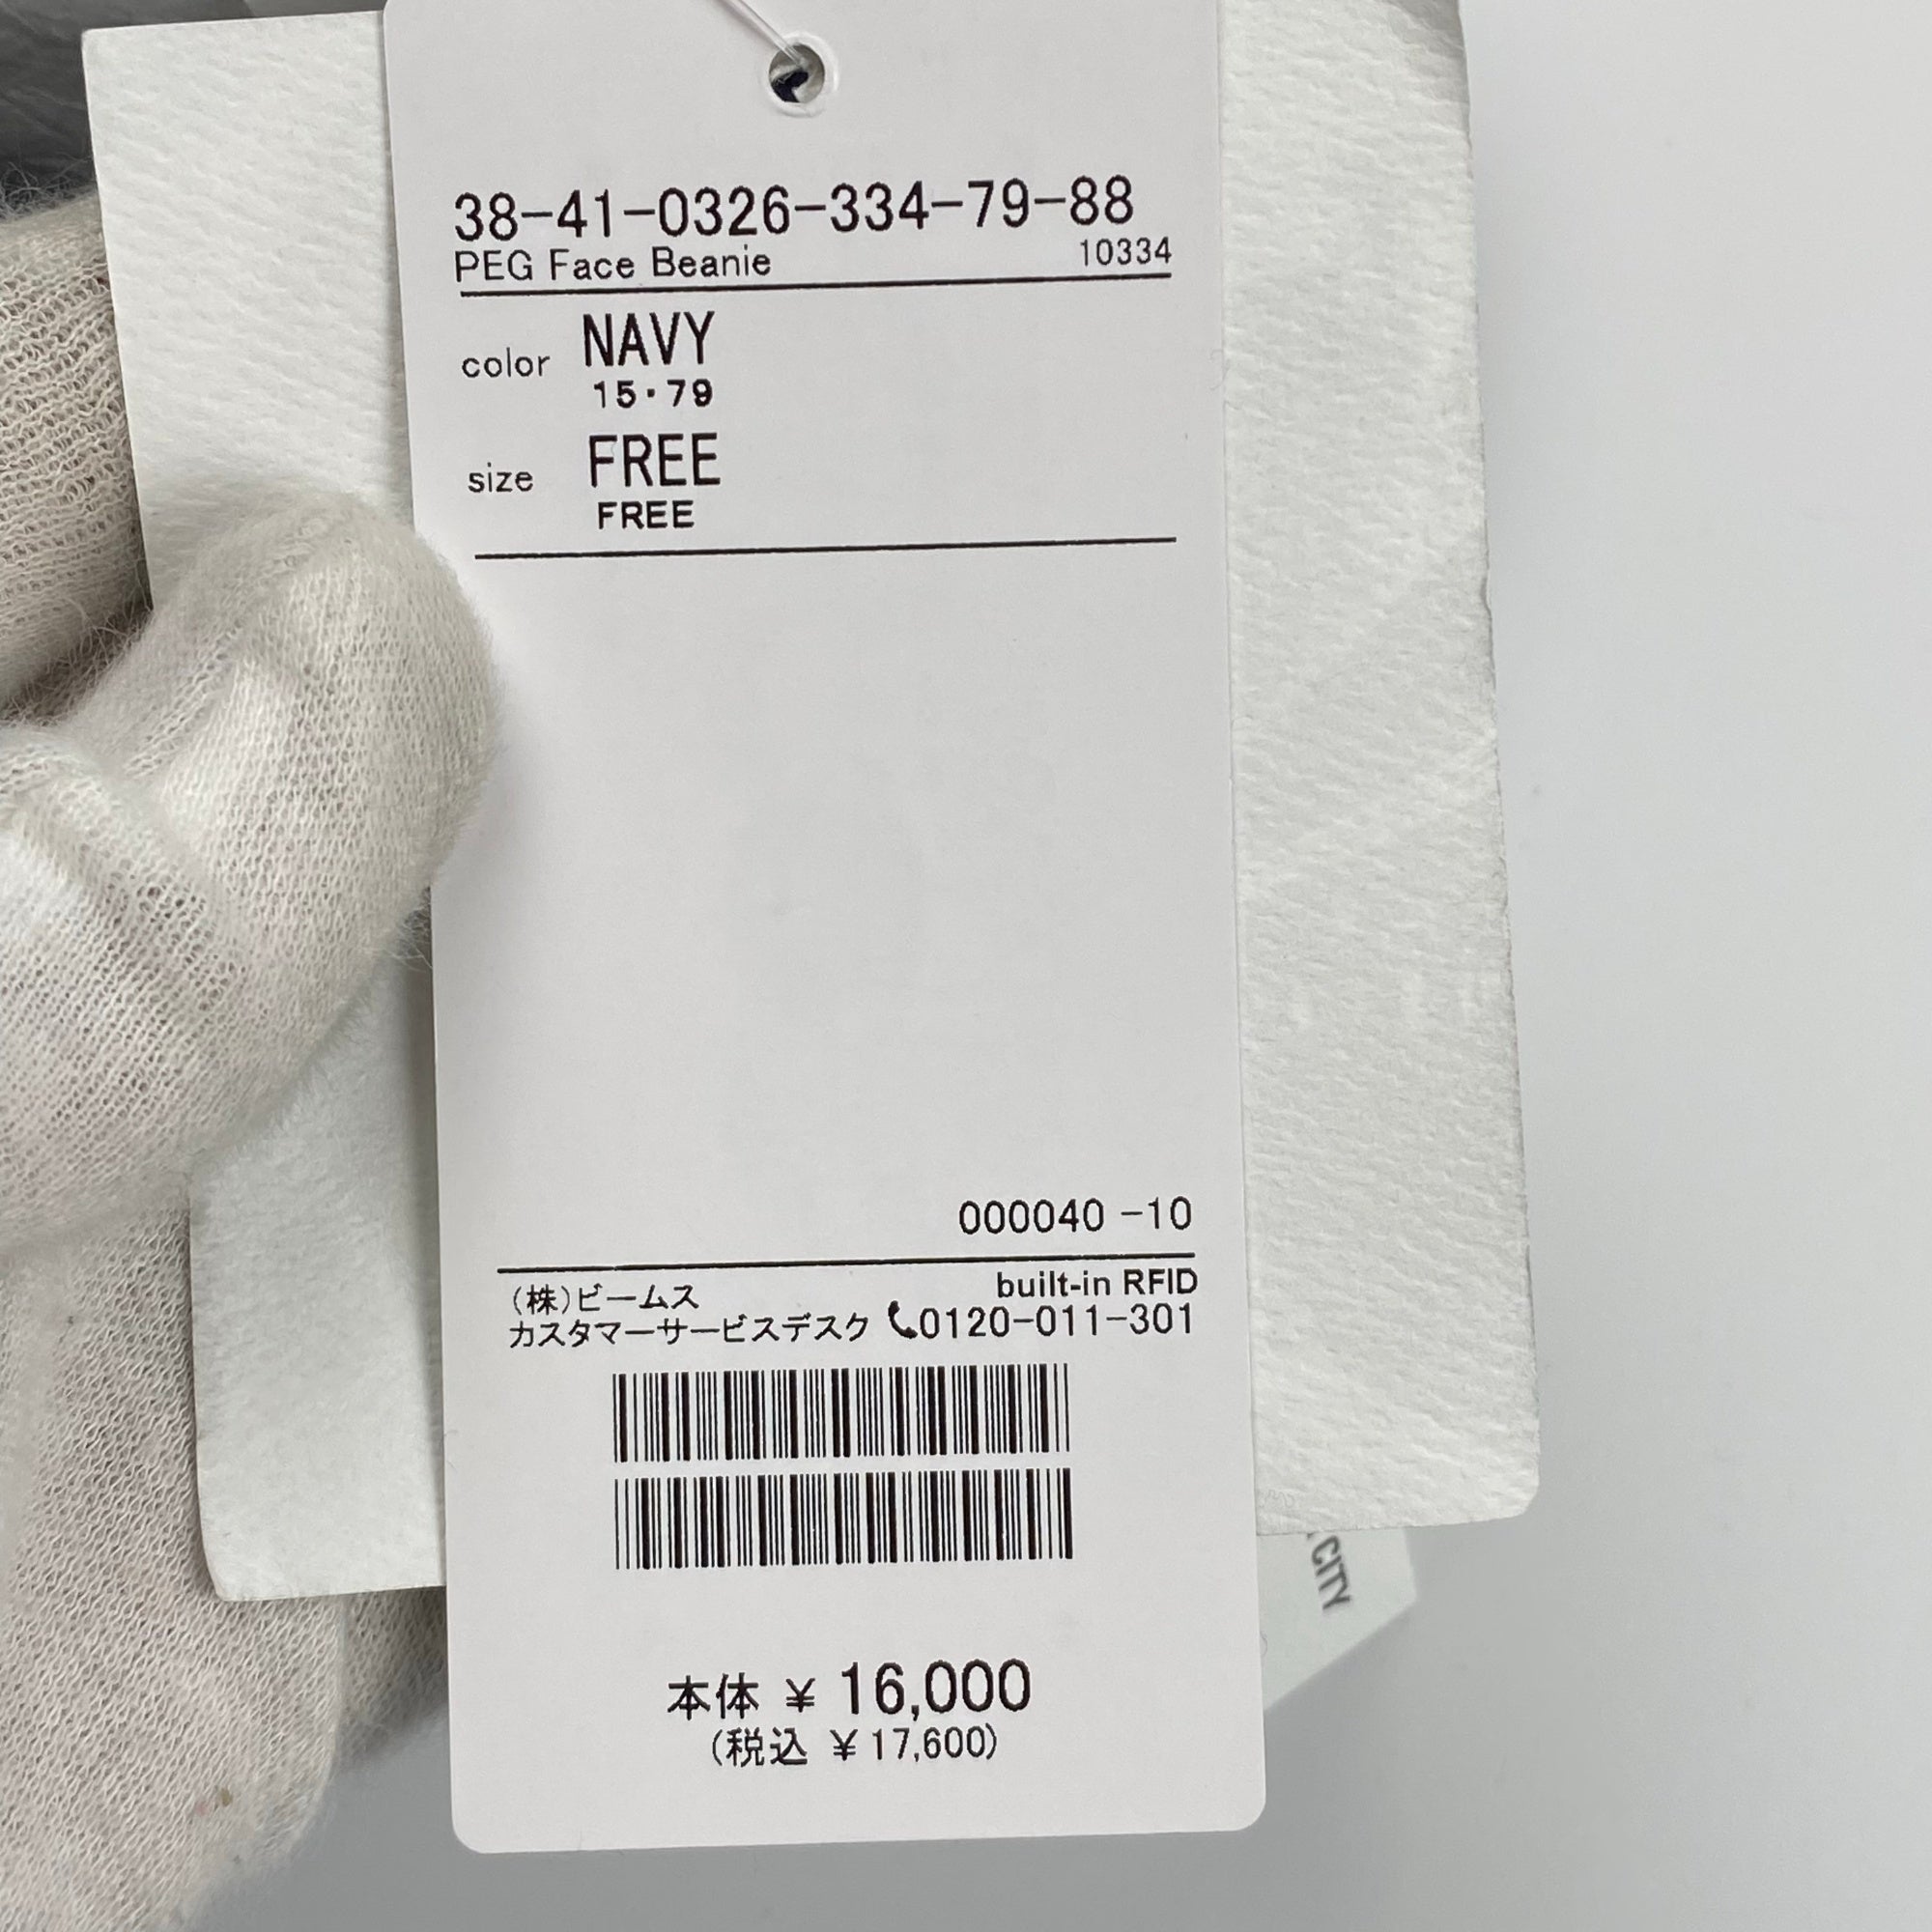 38-41-0326-334-79-88
PEG Face Beanie 10334
color NAVY
15・79
size FREE
FREE
000040 -10
(株)ビームス built-in RFID
カスタマーサービスデスク 0120-011-301
CITY
本体 ¥ 16,000
(税込 ¥ 17,600)